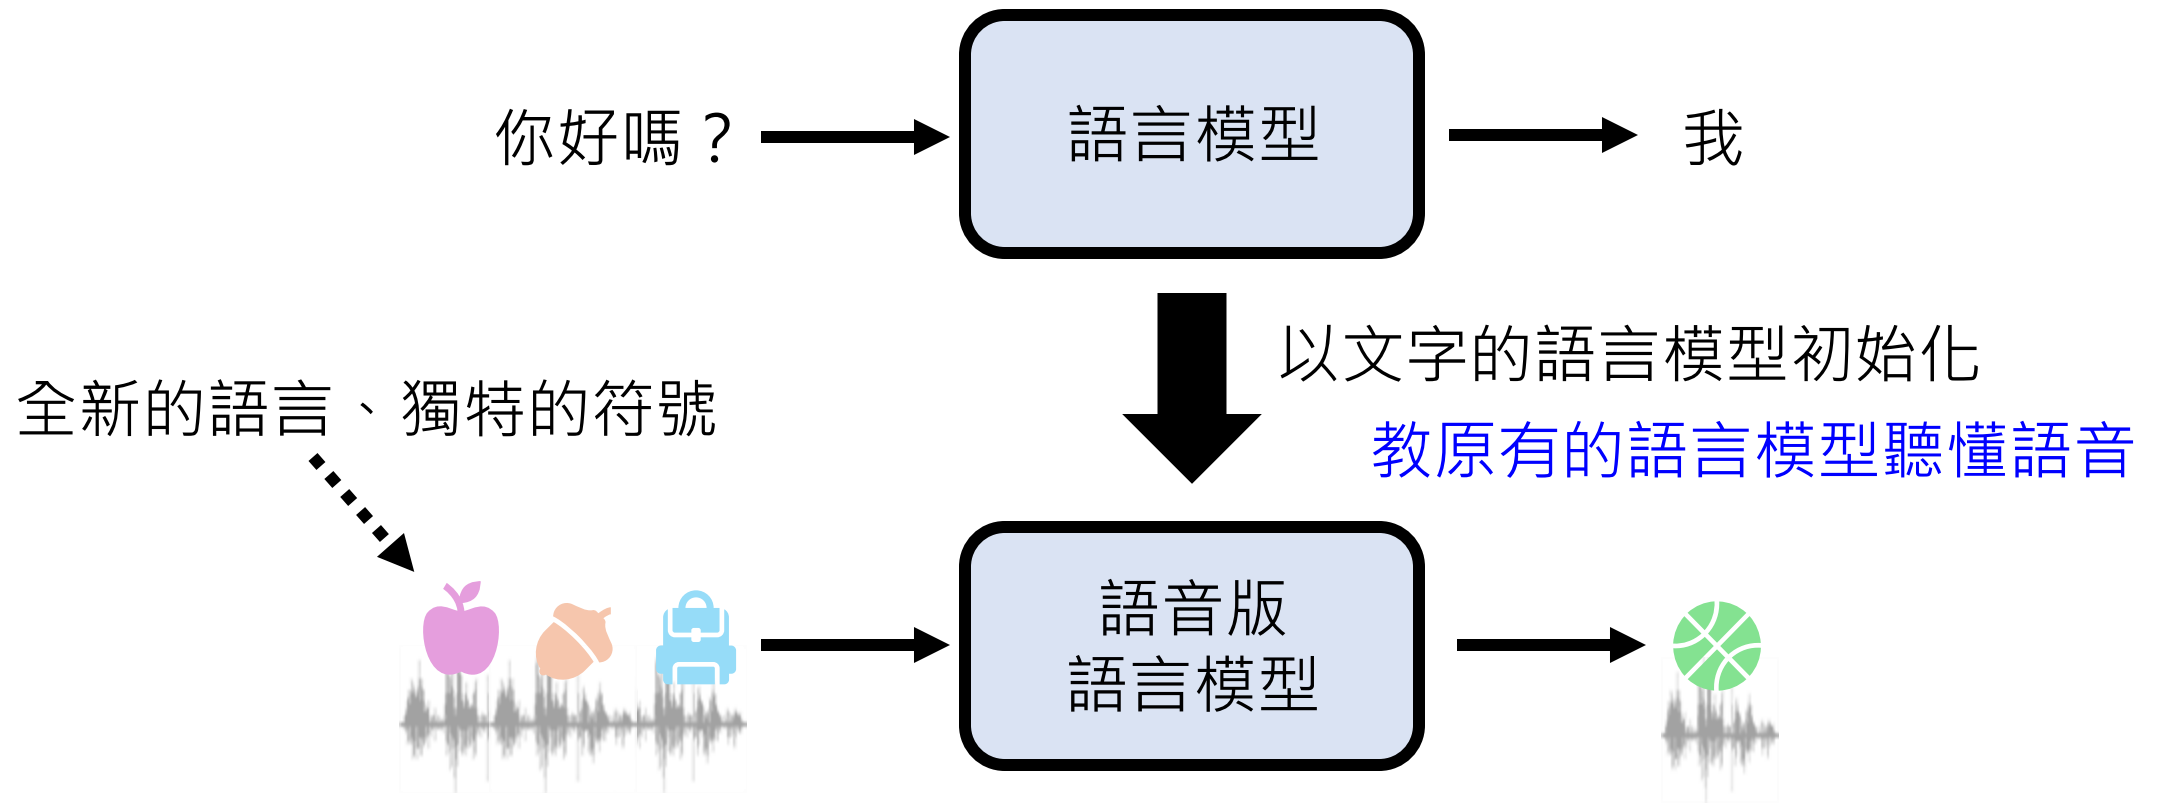 你好嗎？
語言模型
我
以文字的語言模型初始化
教原有的語言模型聽懂語音
全新的語言、獨特的符號
語音版
語言模型